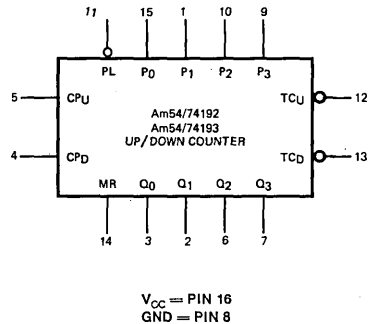 11 15 1 10 9
PL P0 P1 P2 P3
5 CPU TCU 12
Am54/74192
Am54/74193
UP/DOWN COUNTER
4 CPD TCD 13
MR Q0 Q1 Q2 Q3
14 3 2 6 7
VCC = PIN 16
GND = PIN 8